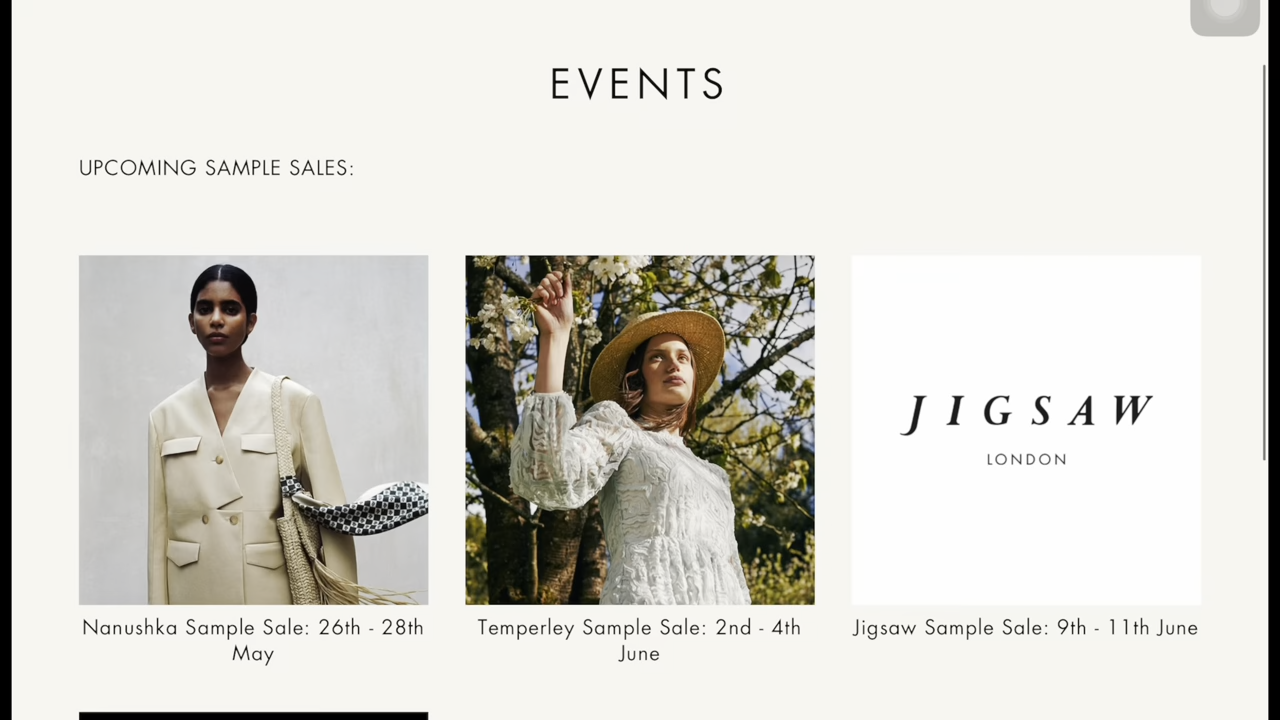 EVENTS
UPCOMING SAMPLE SALES:
JIGSAW
LONDON
Nanushka Sample Sale: 26th - 28th
May
Temperley Sample Sale: 2nd - 4th
June
Jigsaw Sample Sale: 9th - 11th June